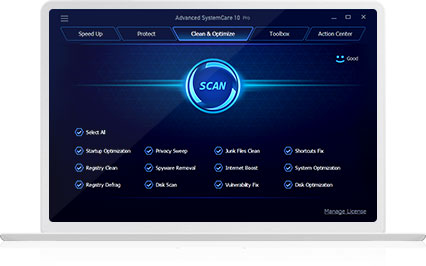 Advanced SystemCare 10 Pro
Speed Up Protect Clean & Optimize Toolbox Action Center
Good
SCAN
Select All
Startup Optimization Privacy Sweep Junk Files Clean Shortcuts Fix
Registry Clean Spyware Removal Internet Boost System Optimization
Registry Defrag Disk Scan Vulnerability Fix Disk Optimization
Manage License